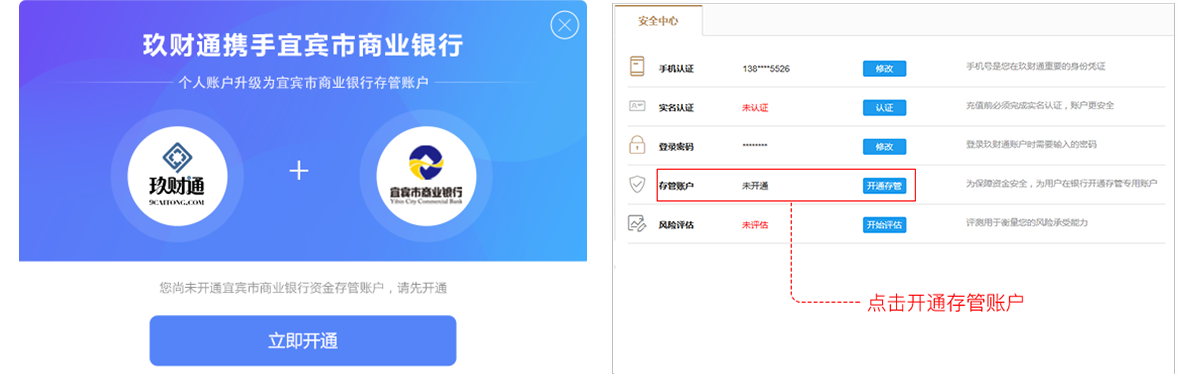 玖财通携手宜宾市商业银行
个人账户升级为宜宾市商业银行存管账户
玖财通
9CAITONG.COM
+
宜宾市商业银行
Yibin City Commercial Bank
您尚未开通宜宾市商业银行资金存管账户，请先开通
立即开通
安全中心
手机认证 138****5526 修改 手机号是您在玖财通重要的身份凭证
实名认证 未认证 认证 充值前必须完成实名认证，账户更安全
登录密码 ******** 修改 登录玖财通账户时需要输入的密码
存管账户 未开通 开通存管 为保障资金安全，为用户在银行开通存管专用账户
风险评估 未评估 开始评估 评测用于衡量您的风险承受能力
点击开通存管账户